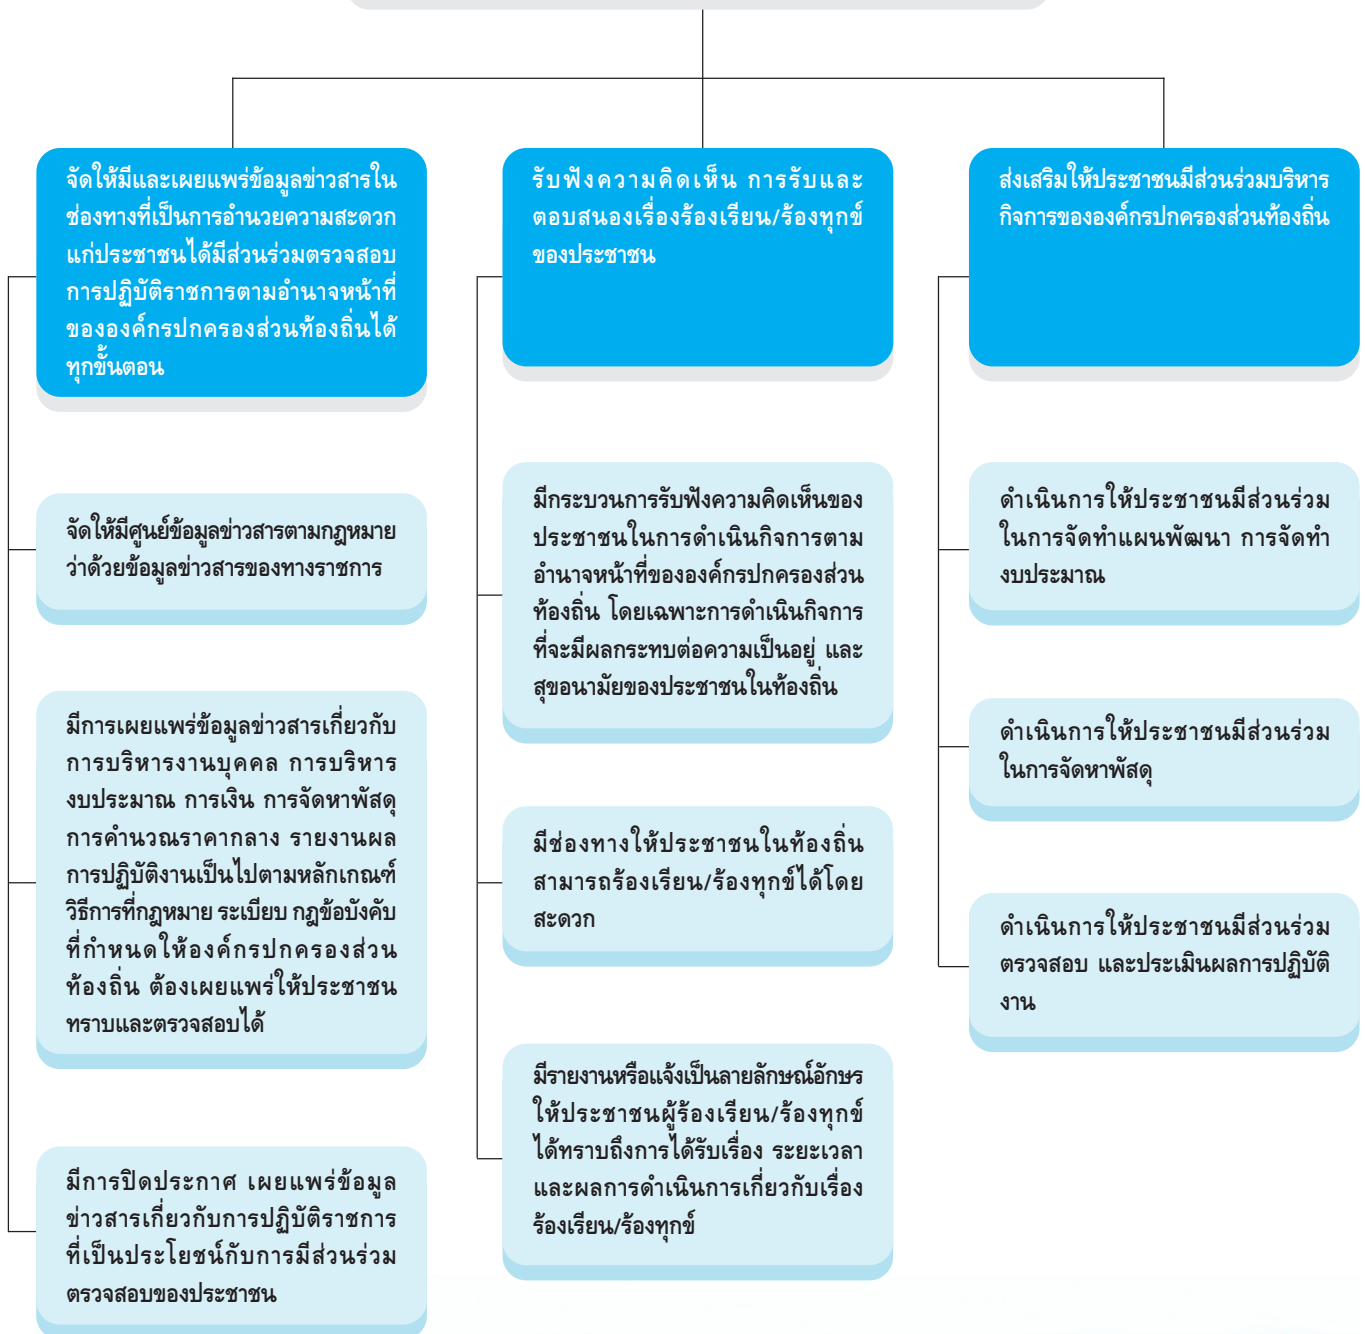 จัดให้มีและเผยแพร่ข้อมูลข่าวสารใน
ช่องทางที่เป็นการอำนวยความสะดวก
แก่ประชาชนได้มีส่วนร่วมตรวจสอบ
การปฏิบัติราชการตามอำนาจหน้าที่
ขององค์กรปกครองส่วนท้องถิ่นได้
ทุกขั้นตอน
จัดให้มีศูนย์ข้อมูลข่าวสารตามกฎหมาย
ว่าด้วยข้อมูลข่าวสารของทางราชการ
มีการเผยแพร่ข้อมูลข่าวสารเกี่ยวกับ
การบริหารงานบุคคล การบริหาร
งบประมาณ การเงิน การจัดหาพัสดุ
การคำนวณราคากลาง รายงานผล
การปฏิบัติงานเป็นไปตามหลักเกณฑ์
วิธีการที่กฎหมาย ระเบียบ กฎข้อบังคับ
ที่กำหนดให้องค์กรปกครองส่วน
ท้องถิ่น ต้องเผยแพร่ให้ประชาชน
ทราบและตรวจสอบได้
มีการปิดประกาศ เผยแพร่ข้อมูล
ข่าวสารเกี่ยวกับการปฏิบัติราชการ
ที่เป็นประโยชน์กับการมีส่วนร่วม
ตรวจสอบของประชาชน
รับฟังความคิดเห็น การรับและ
ตอบสนองเรื่องร้องเรียน/ร้องทุกข์
ของประชาชน
มีกระบวนการรับฟังความคิดเห็นของ
ประชาชนในการดำเนินกิจการตาม
อำนาจหน้าที่ขององค์กรปกครองส่วน
ท้องถิ่น โดยเฉพาะการดำเนินกิจการ
ที่จะมีผลกระทบต่อความเป็นอยู่ และ
สุขอนามัยของประชาชนในท้องถิ่น
มีช่องทางให้ประชาชนในท้องถิ่น
สามารถร้องเรียน/ร้องทุกข์ได้โดย
สะดวก
มีรายงานหรือแจ้งเป็นลายลักษณ์อักษร
ให้ประชาชนผู้ร้องเรียน/ร้องทุกข์
ได้ทราบถึงการได้รับเรื่อง ระยะเวลา
และผลการดำเนินการเกี่ยวกับเรื่อง
ร้องเรียน/ร้องทุกข์
ส่งเสริมให้ประชาชนมีส่วนร่วมบริหาร
กิจการขององค์กรปกครองส่วนท้องถิ่น
ดำเนินการให้ประชาชนมีส่วนร่วม
ในการจัดทำแผนพัฒนา การจัดทำ
งบประมาณ
ดำเนินการให้ประชาชนมีส่วนร่วม
ในการจัดหาพัสดุ
ดำเนินการให้ประชาชนมีส่วนร่วม
ตรวจสอบ และประเมินผลการปฏิบัติ
งาน